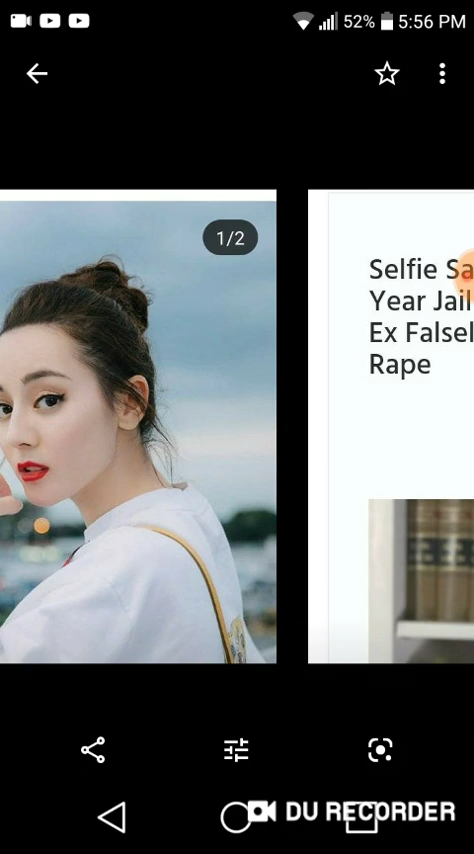 52% 5:56 PM
1/2
Selfie Sa
Year Jail
Ex Falsel
Rape
DU RECORDER